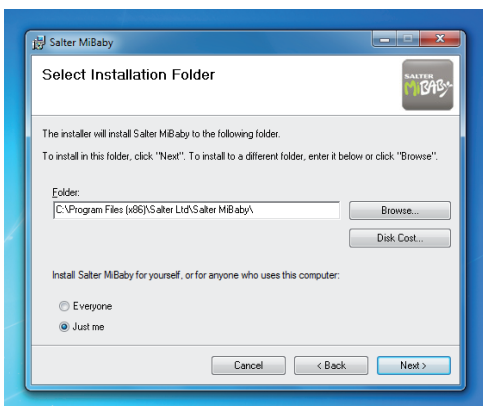 Salter MiBaby
Select Installation Folder
SALTER
MiBABY
The installer will install Salter MiBaby to the following folder.
To install in this folder, click "Next". To install to a different folder, enter it below or click "Browse".
Folder:
C:\Program Files (x86)\Salter Ltd\Salter MiBaby\
Browse...
Disk Cost...
Install Salter MiBaby for yourself, or for anyone who uses this computer:
Everyone
Just me
Cancel
< Back
Next >